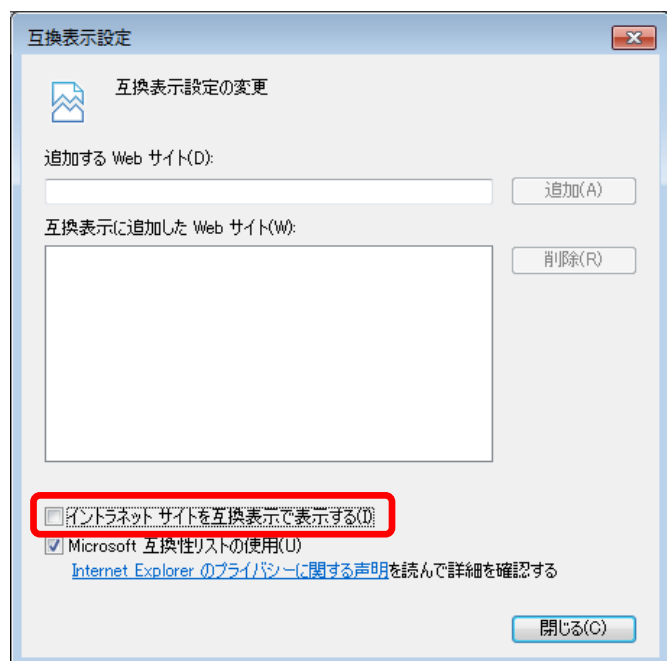 互換表示設定
互換表示設定の変更
追加する Web サイト(D):
追加(A)
互換表示に追加した Web サイト(W):
削除(R)
イントラネット サイトを互換表示で表示する(I)
Microsoft 互換性リストの使用(U)
Internet Explorer のプライバシーに関する声明を読んで詳細を確認する
閉じる(C)